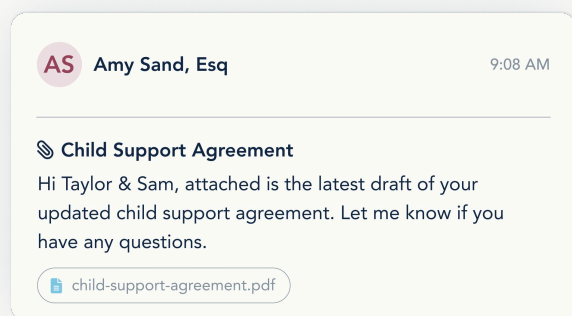 AS Amy Sand, Esq 9:08 AM
Child Support Agreement
Hi Taylor & Sam, attached is the latest draft of your
updated child support agreement. Let me know if you
have any questions.
child-support-agreement.pdf